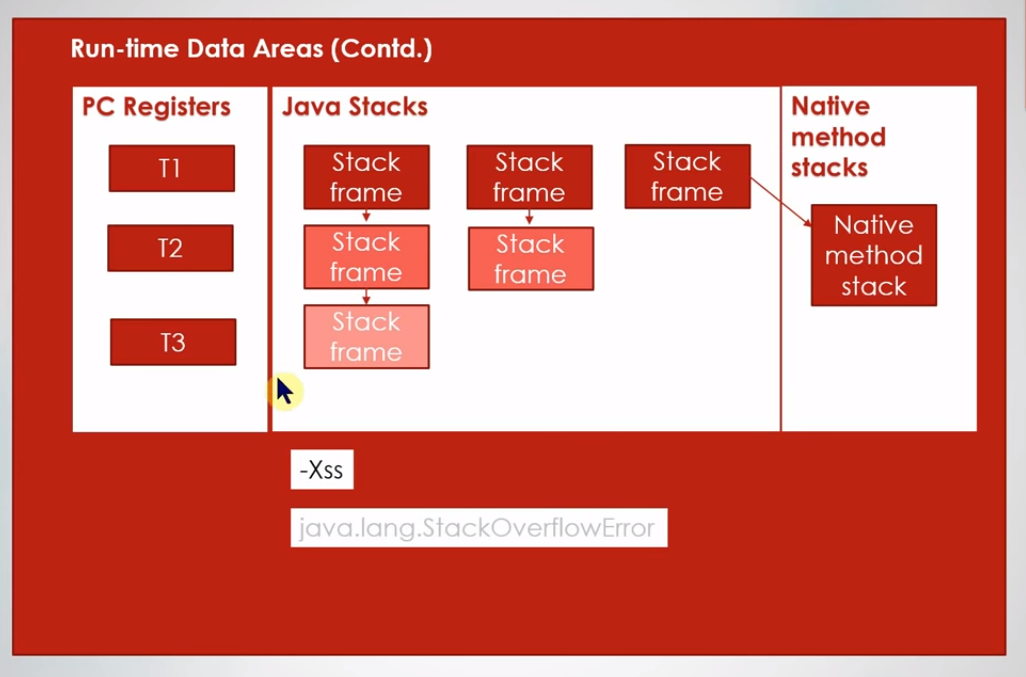 Run-time Data Areas (Contd.)
PC Registers
T1
T2
T3
Java Stacks
Stack
frame
Stack
frame
Stack
frame
Stack
frame
Stack
frame
Stack
frame
Native
method
stacks
Native
method
stack
-Xss
java.lang.StackOverflowError